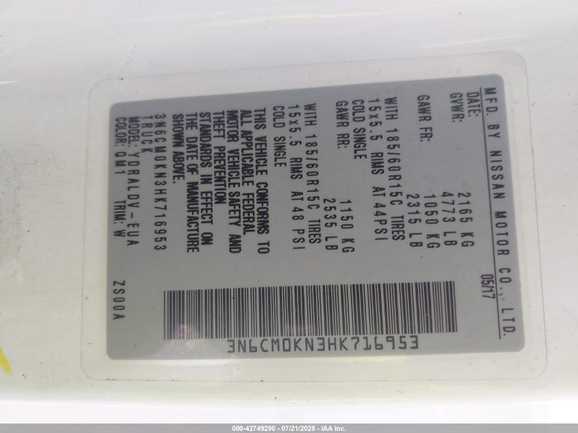 MFD. BY NISSAN MOTOR CO., LTD.
DATE: 05/17
GVWR: 2165 KG
4773 LB
GAWR FR: 1050 KG
2315 LB
WITH 185/60R15C TIRES
15x5.5 RIMS AT 44PSI
COLD SINGLE
GAWR RR: 1150 KG
2535 LB
WITH 185/60R15C TIRES
15x5.5 RIMS AT 48 PSI
COLD SINGLE
THIS VEHICLE CONFORMS TO
ALL APPLICABLE FEDERAL
MOTOR VEHICLE SAFETY AND
THEFT PREVENTION
STANDARDS IN EFFECT ON
THE DATE OF MANUFACTURE
SHOWN ABOVE.
3N6CM0KN3HK716953
TRUCK
MODEL: YDRALDV-EUA
COLOR: QM1 TRIM: W
ZS00A
3N6CM0KN3HK716953
000-42749290 - 07/21/2025 - © IAA, Inc.